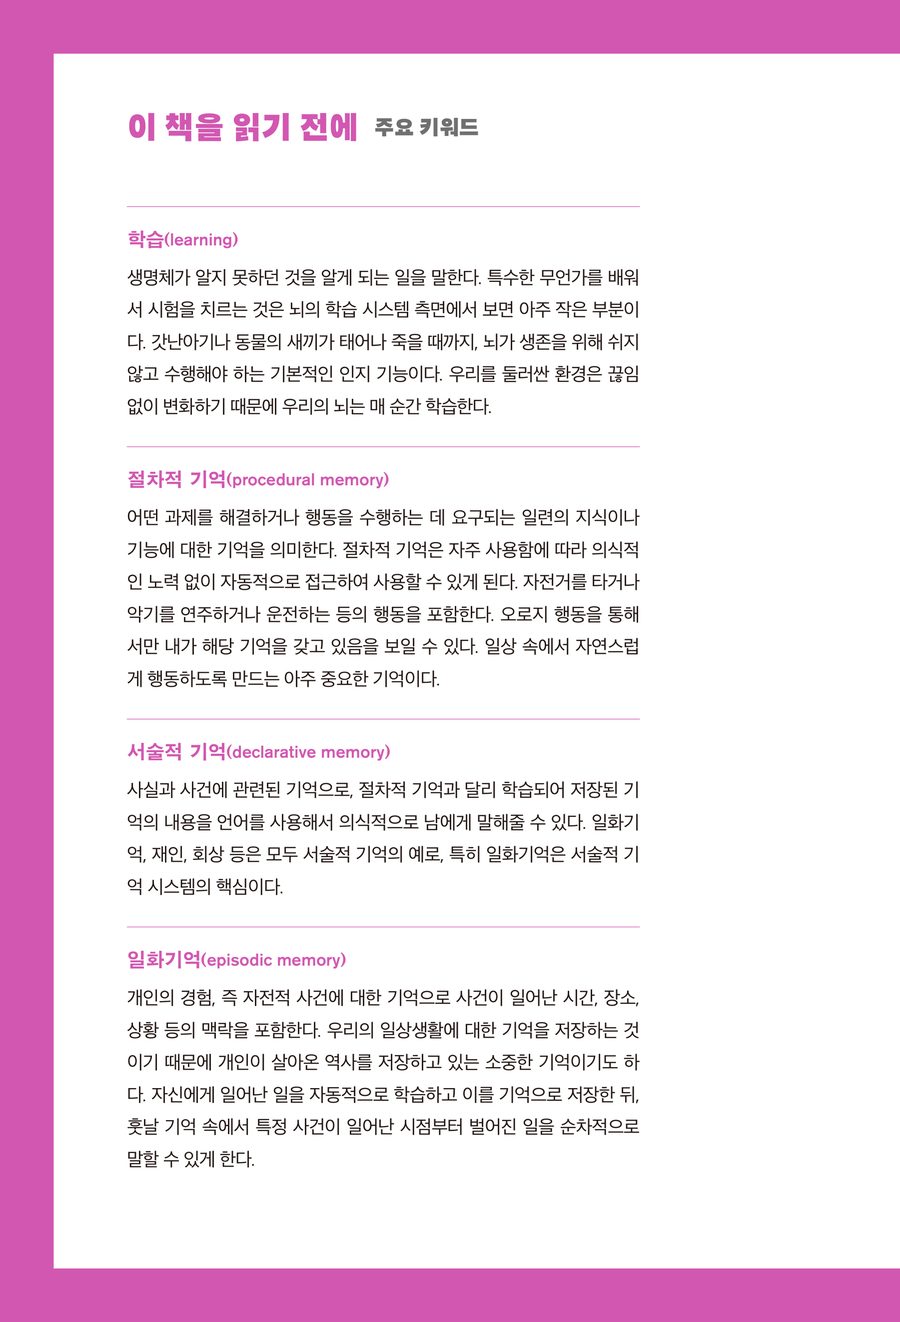 이 책을 읽기 전에 주요 키워드
학습(learning)
생명체가 알지 못하던 것을 알게 되는 일을 말한다. 특수한 무언가를 배워
서 시험을 치르는 것은 뇌의 학습 시스템 측면에서 보면 아주 작은 부분이
다. 갓난아기나 동물의 새끼가 태어나 죽을 때까지, 뇌가 생존을 위해 쉬지
않고 수행해야 하는 기본적인 인지 기능이다. 우리를 둘러싼 환경은 끊임
없이 변화하기 때문에 우리의 뇌는 매 순간 학습한다.
절차적 기억(procedural memory)
어떤 과제를 해결하거나 행동을 수행하는 데 요구되는 일련의 지식이나
기능에 대한 기억을 의미한다. 절차적 기억은 자주 사용함에 따라 의식적
인 노력 없이 자동적으로 접근하여 사용할 수 있게 된다. 자전거를 타거나
악기를 연주하거나 운전하는 등의 행동을 포함한다. 오로지 행동을 통해
서만 내가 해당 기억을 갖고 있음을 보일 수 있다. 일상 속에서 자연스럽
게 행동하도록 만드는 아주 중요한 기억이다.
서술적 기억(declarative memory)
사실과 사건에 관련된 기억으로, 절차적 기억과 달리 학습되어 저장된 기
억의 내용을 언어를 사용해서 의식적으로 남에게 말해줄 수 있다. 일화기
억, 재인, 회상 등은 모두 서술적 기억의 예로, 특히 일화기억은 서술적 기
억 시스템의 핵심이다.
일화기억(episodic memory)
개인의 경험, 즉 자전적 사건에 대한 기억으로 사건이 일어난 시간, 장소,
상황 등의 맥락을 포함한다. 우리의 일상생활에 대한 기억을 저장하는 것
이기 때문에 개인이 살아온 역사를 저장하고 있는 소중한 기억이기도 하
다. 자신에게 일어난 일을 자동적으로 학습하고 이를 기억으로 저장한 뒤,
훗날 기억 속에서 특정 사건이 일어난 시점부터 벌어진 일을 순차적으로
말할 수 있게 한다.